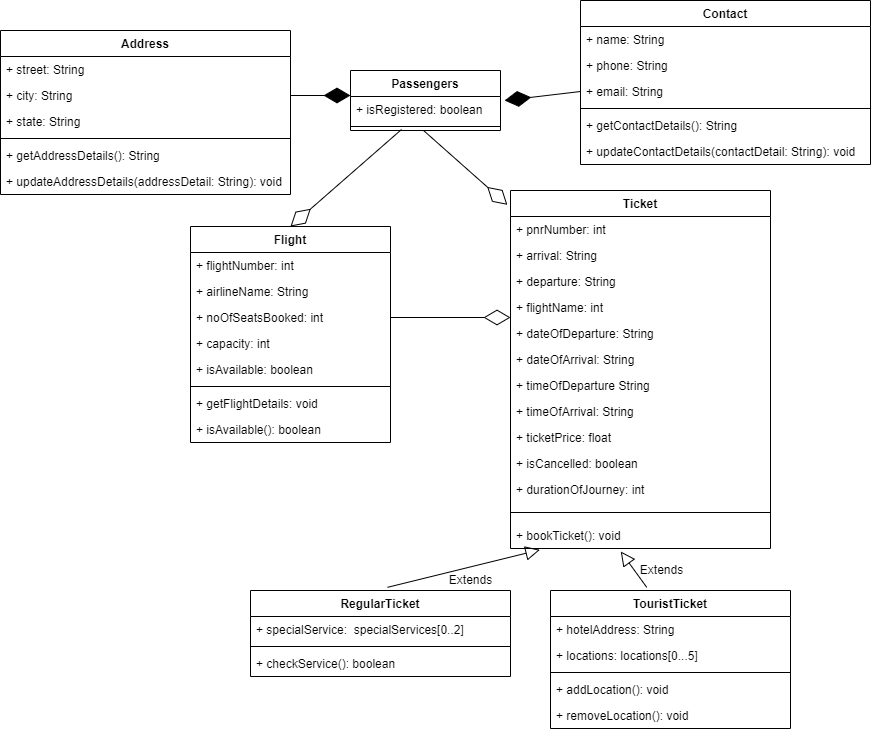 Contact
+ name: String
+ phone: String
+ email: String
+ getContactDetails(): String
+ updateContactDetails(contactDetail: String): void
Address
+ street: String
+ city: String
+ state: String
+ getAddressDetails(): String
+ updateAddressDetails(addressDetail: String): void
Passengers
+ isRegistered: boolean
Flight
+ flightNumber: int
+ airlineName: String
+ noOfSeatsBooked: int
+ capacity: int
+ isAvailable: boolean
+ getFlightDetails: void
+ isAvailable(): boolean
Ticket
+ pnrNumber: int
+ arrival: String
+ departure: String
+ flightName: int
+ dateOfDeparture: String
+ dateOfArrival: String
+ timeOfDeparture String
+ timeOfArrival: String
+ ticketPrice: float
+ isCancelled: boolean
+ durationOfJourney: int
+ bookTicket(): void
Extends
Extends
RegularTicket
+ specialService:  specialServices[0..2]
+ checkService(): boolean
TouristTicket
+ hotelAddress: String
+ locations: locations[0...5]
+ addLocation(): void
+ removeLocation(): void